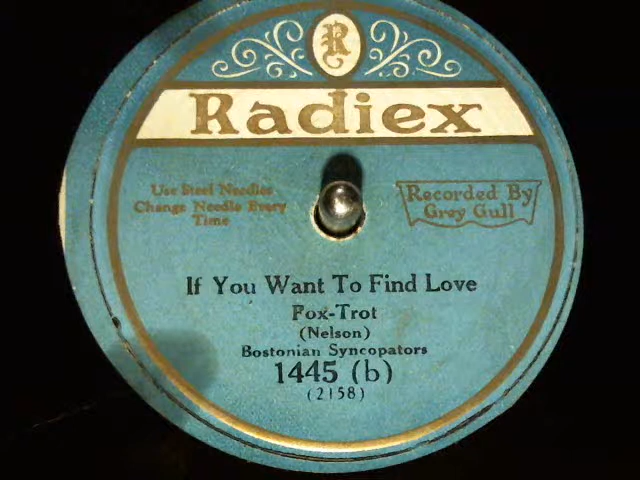 R
Radiex
Use Steel Needles
Change Needle Every
Time
Recorded By
Grey Gull
If You Want To Find Love
Fox-Trot
(Nelson)
Bostonian Syncopators
1445 (b)
(2158)